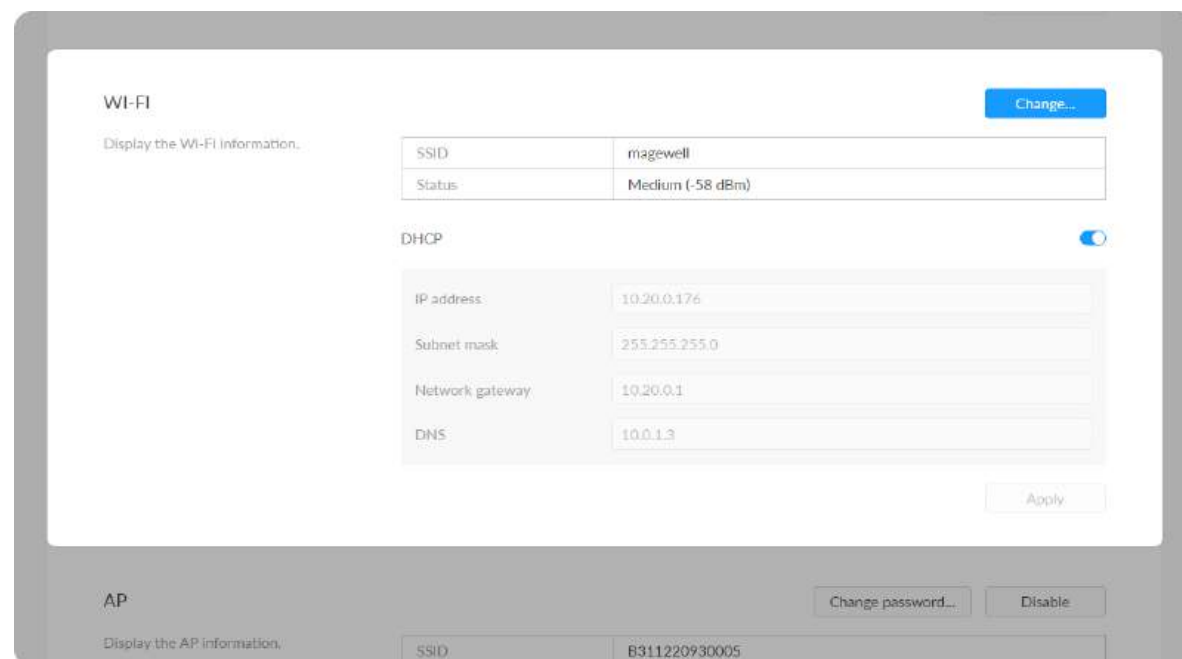 WI-FI
Change...
Display the WI-FI information.
SSID magewell
Status Medium (-58 dBm)
DHCP
IP address 10.20.0.176
Subnet mask 255.255.255.0
Network gateway 10.20.0.1
DNS 10.0.1.3
Apply
AP
Change password... Disable
Display the AP information.
SSID B311220930005